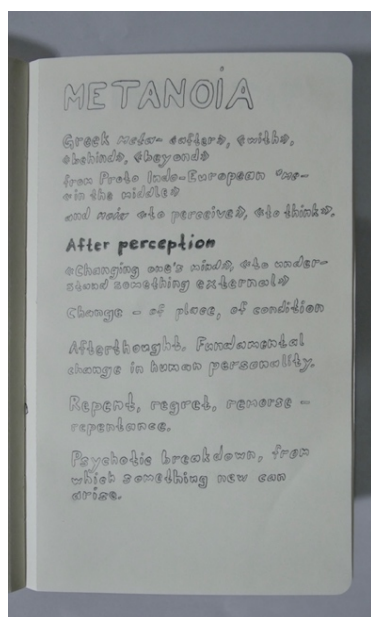 METANOIA
Greek meta- «after», «with»,
«behind», «beyond»
from Proto Indo-European *me-
«in the middle»
and noiō «to perceive», «to think».
After perception
«Changing one's mind», «to under-
stand something external»
Change – of place, of condition
Afterthought. Fundamental
change in human personality.
Repent, regret, remorse –
repentance.
Psychotic breakdown, from
which something new can
arise.